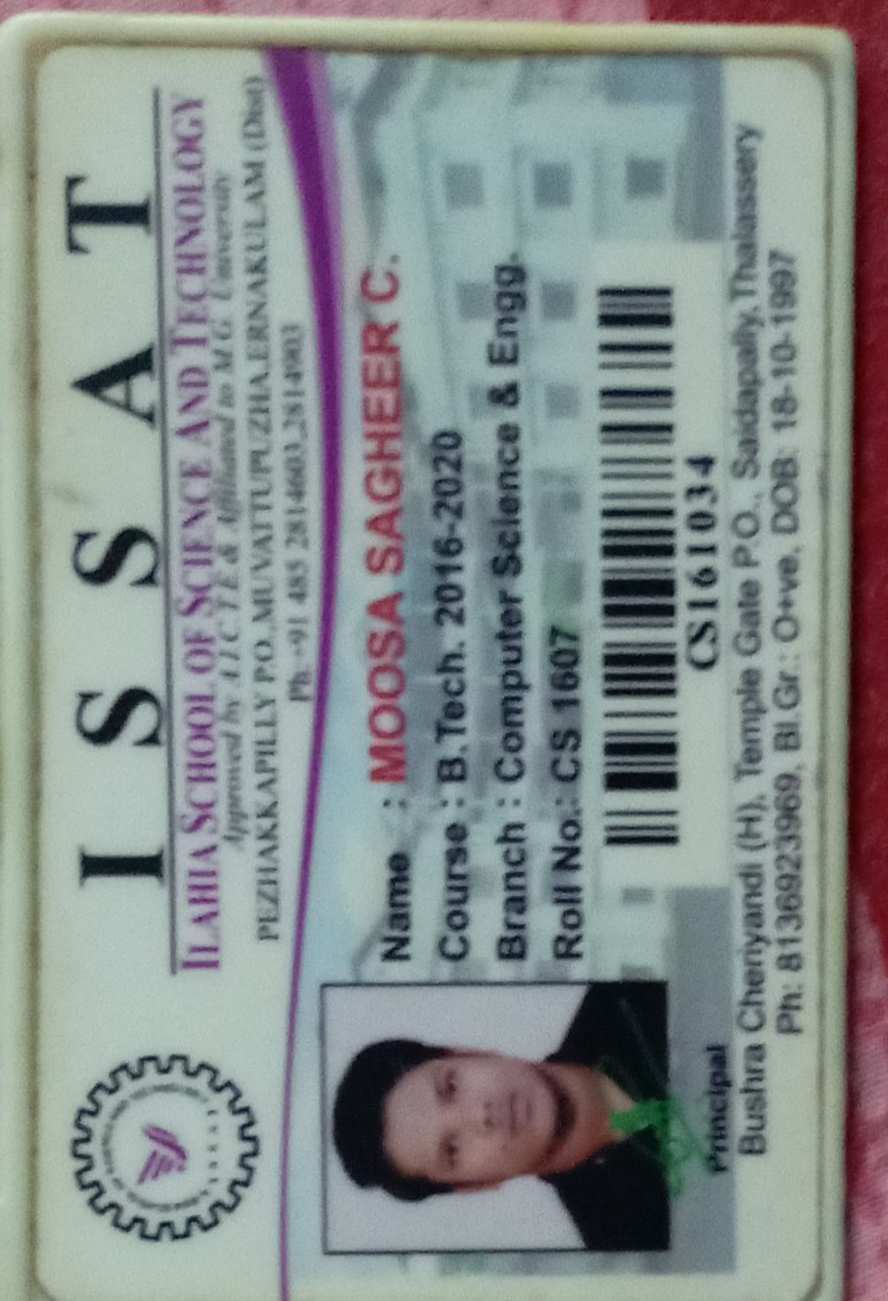 I S S A T
ILAHIA SCHOOL OF SCIENCE AND TECHNOLOGY
Approved by A I C T E & Affiliated to M.G. University
PEZHAKKAPILLY P.O.,MUVATTUPUZHA,ERNAKULAM (Dist)
Ph:+91 485 2814603,2814903
Name : MOOSA SAGHEER C.
Course : B.Tech. 2016-2020
Branch : Computer Science & Engg.
Roll No.: CS 1607
CS161034
Principal
Bushra Cheriyandi (H), Temple Gate P.O., Saidapally,Thalassery
Ph: 8136923969, Bl.Gr.: O+ve, DOB: 18-10-1997